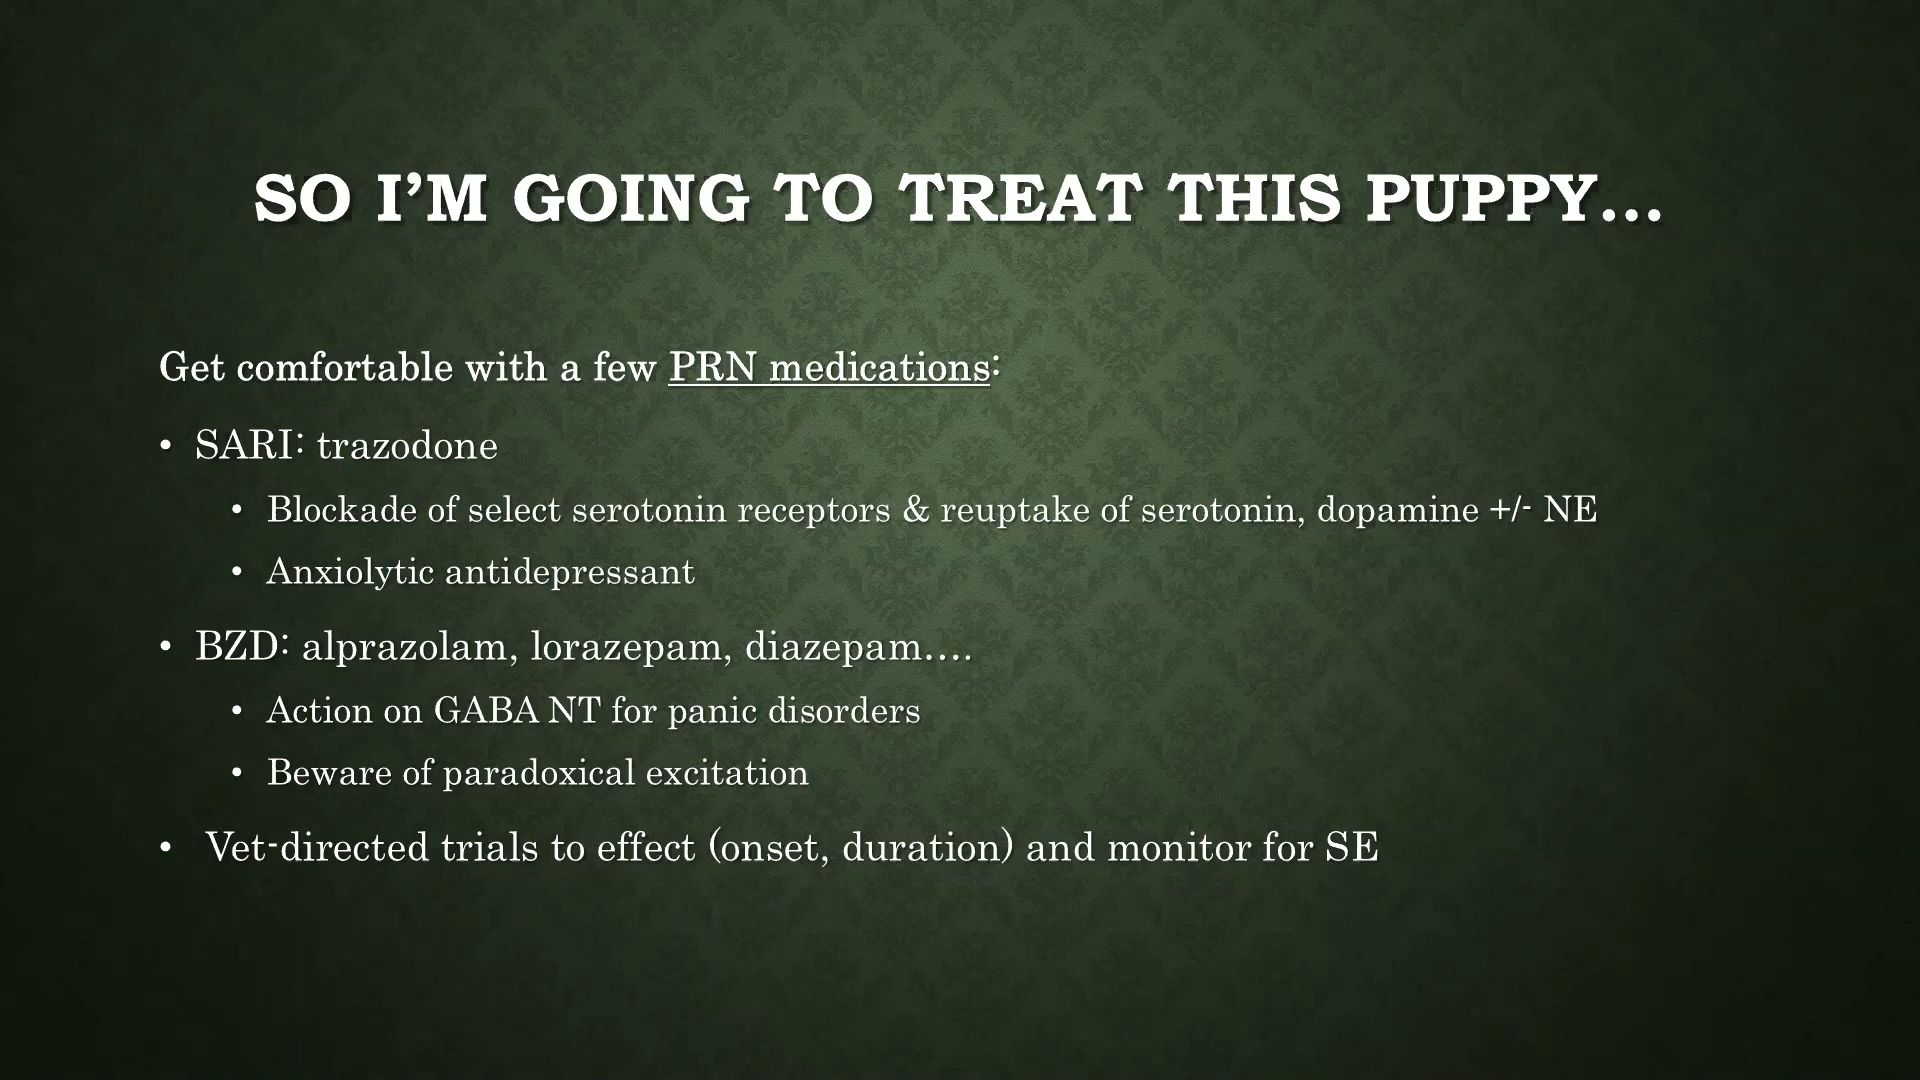 SO I'M GOING TO TREAT THIS PUPPY...
Get comfortable with a few PRN medications:
• SARI: trazodone
• Blockade of select serotonin receptors & reuptake of serotonin, dopamine +/- NE
• Anxiolytic antidepressant
• BZD: alprazolam, lorazepam, diazepam....
• Action on GABA NT for panic disorders
• Beware of paradoxical excitation
• Vet-directed trials to effect (onset, duration) and monitor for SE